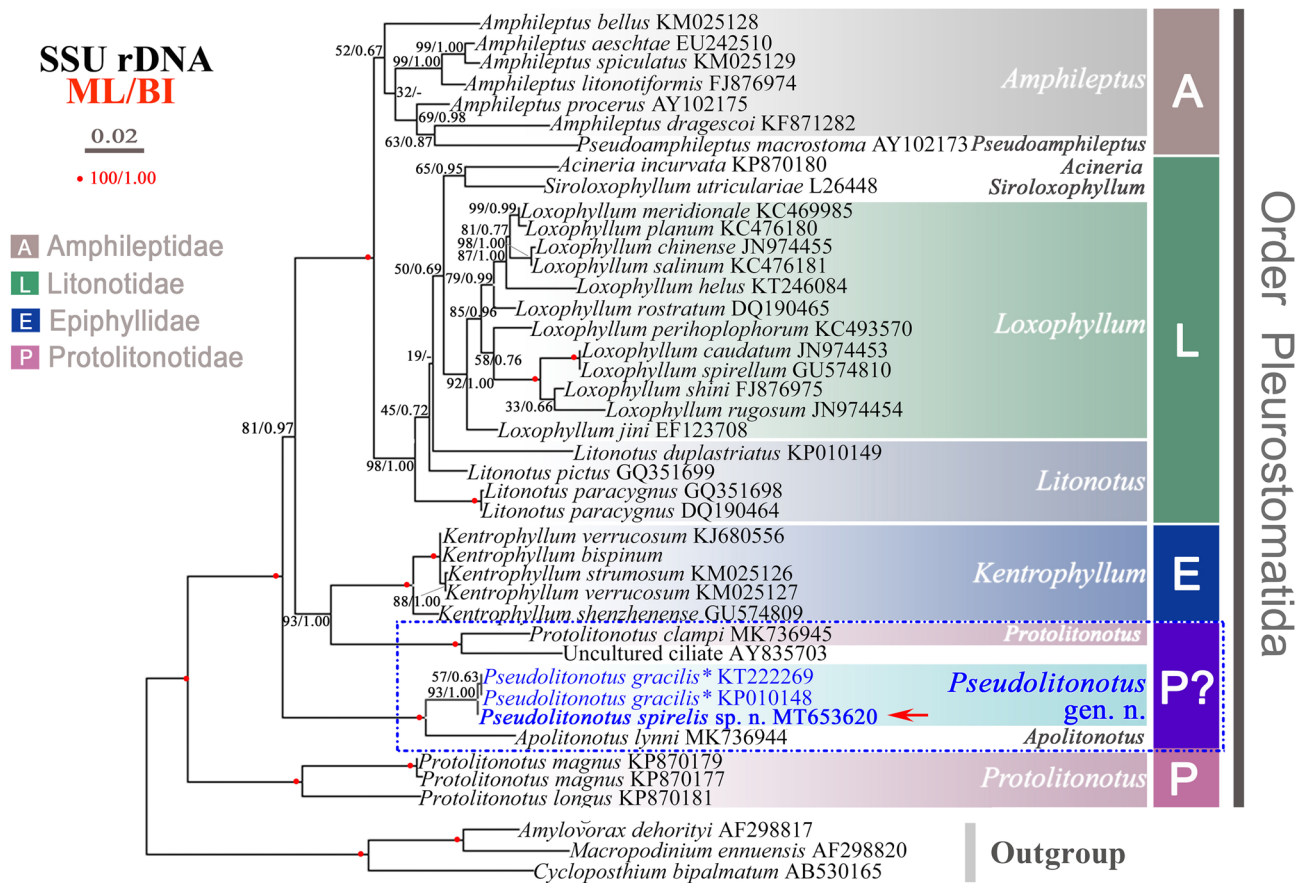 SSU rDNA
ML/BI
0.02
100/1.00
A Amphileptidae
L Litonotidae
E Epiphyllidae
P Protolitonotidae
Amphileptus bellus KM025128
52/0.67
99/1.00
Amphileptus aeschtae EU242510
99/1.00
Amphileptus spiculatus KM025129
Amphileptus litonotiformis FJ876974
Amphileptus
A
32/-
Amphileptus procerus AY102175
69/0.98
Amphileptus dragescoi KF871282
63/0.87
Pseudoamphileptus macrostoma AY102173 Pseudoamphileptus
65/0.95
Acineria incurvata KP870180 Acineria
Siroloxophyllum utriculariae L26448 Siroloxophyllum
99/0.99
Loxophyllum meridionale KC469985
81/0.77
Loxophyllum planum KC476180
98/1.00
Loxophyllum chinense JN974455
87/1.00
Loxophyllum salinum KC476181
50/0.69
79/0.99
Loxophyllum helus KT246084
85/0.96
Loxophyllum rostratum DQ190465
Loxophyllum perihoplophorum KC493570
Loxophyllum
L
19/-
58/0.76
Loxophyllum caudatum JN974453
Loxophyllum spirellum GU574810
92/1.00
Loxophyllum shini FJ876975
33/0.66
Loxophyllum rugosum JN974454
45/0.72
Loxophyllum jini EF123708
81/0.97
Litonotus duplastriatus KP010149
98/1.00
Litonotus pictus GQ351699
Litonotus
Litonotus paracygnus GQ351698
Litonotus paracygnus DQ190464
Kentrophyllum verrucosum KJ680556
Kentrophyllum bispinum
Kentrophyllum strumosum KM025126
Kentrophyllum
E
88/1.00
Kentrophyllum verrucosum KM025127
Kentrophyllum shenzhenense GU574809
93/1.00
Protolitonotus clampi MK736945 Protolitonotus
Uncultured ciliate AY835703
57/0.63
Pseudolitonotus gracilis* KT222269
93/1.00
Pseudolitonotus gracilis* KP010148
Pseudolitonotus
gen. n.
P?
Pseudolitonotus spirelis sp. n. MT653620
Apolitonotus lynni MK736944 Apolitonotus
Protolitonotus magnus KP870179
Protolitonotus magnus KP870177
Protolitonotus
P
Protolitonotus longus KP870181
Order Pleurostomatida
Amylovorax dehorityi AF298817
Macropodinium ennuensis AF298820
Cycloposthium bipalmatum AB530165
Outgroup